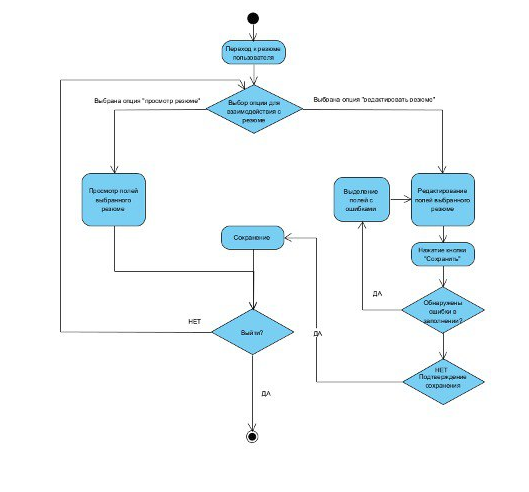 Переход к резюме
пользователя
Выбрана опция "просмотр резюме"
Выбор опции для
взаимодействия с
резюме
Выбрана опция "редактировать резюме"
Просмотр полей
выбранного
резюме
Выделение
полей с
ошибками
Редактирование
полей выбранного
резюме
Сохранение
Нажатие кнопки
"Сохранить"
ДА
Обнаружены
ошибки в
заполнении?
НЕТ
Выйти?
ДА
НЕТ
Подтверждение
сохранения
ДА